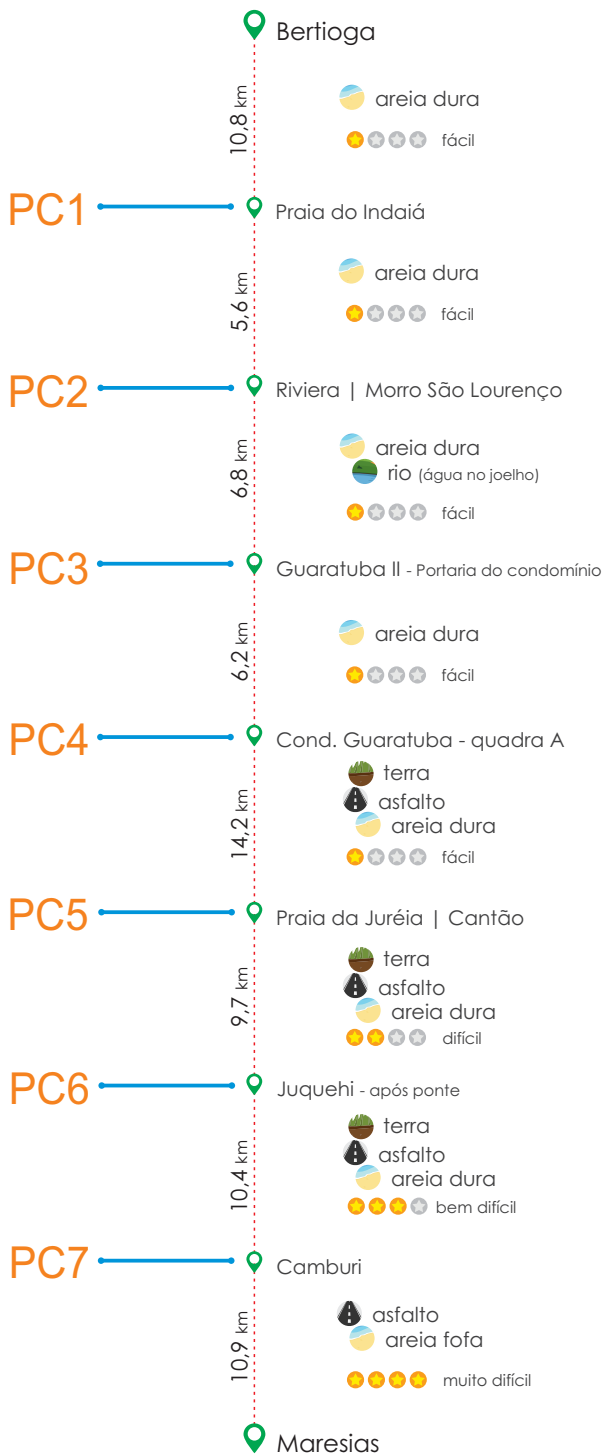 Bertioga
10,8 km
areia dura
fácil
PC1
Praia do Indaiá
5,6 km
areia dura
fácil
PC2
Riviera | Morro São Lourenço
6,8 km
areia dura
rio (água no joelho)
fácil
PC3
Guaratuba II - Portaria do condomínio
6,2 km
areia dura
fácil
PC4
Cond. Guaratuba - quadra A
14,2 km
terra
asfalto
areia dura
fácil
PC5
Praia da Juréia | Cantão
9,7 km
terra
asfalto
areia dura
difícil
PC6
Juquehi - após ponte
10,4 km
terra
asfalto
areia dura
bem difícil
PC7
Camburi
10,9 km
asfalto
areia fofa
muito difícil
Maresias